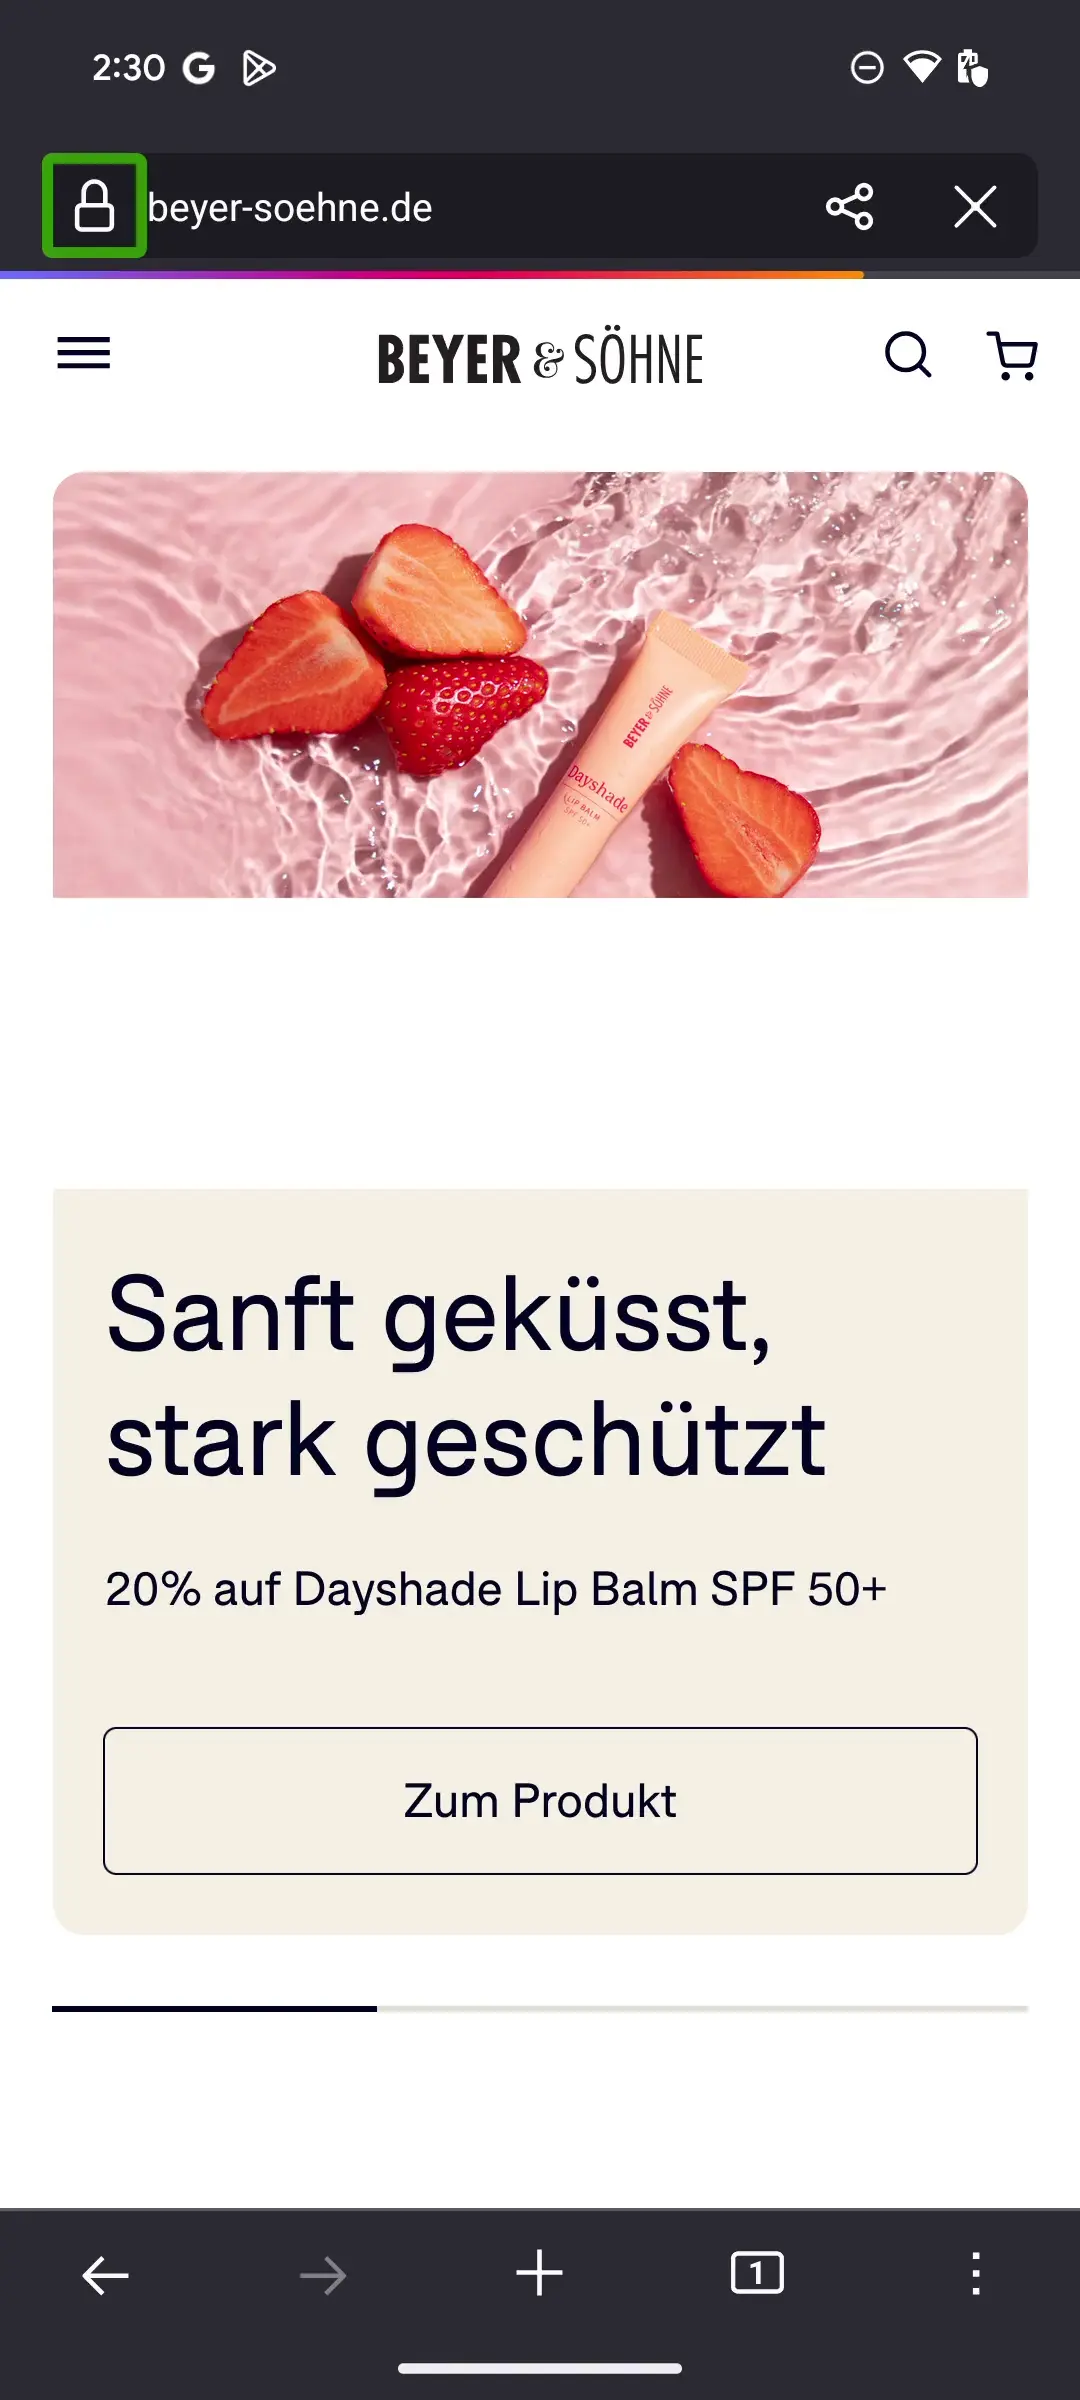 2:30
beyer-soehne.de
BEYER & SÖHNE
BEYER & SÖHNE
Dayshade
LIP BALM
SPF 50+
Sanft geküsst,
stark geschützt
20% auf Dayshade Lip Balm SPF 50+
Zum Produkt
1